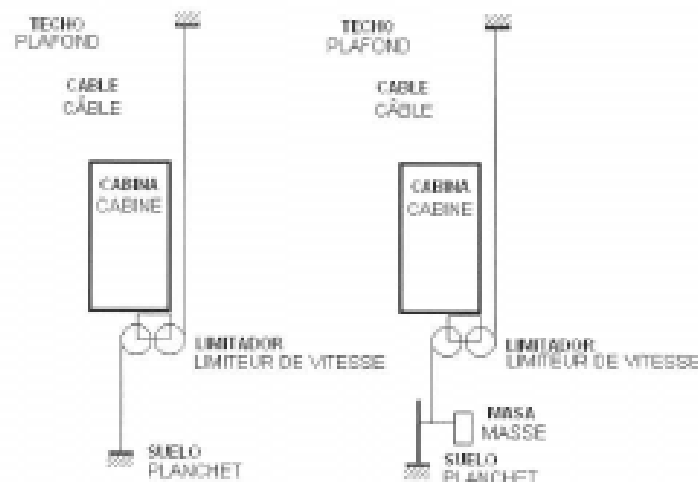 TECHO
PLAFOND
CABLE
CÂBLE
CABINA
CABINE
LIMITADOR
LIMITEUR DE VITESSE
SUELO
PLANCHET
TECHO
PLAFOND
CABLE
CÂBLE
CABINA
CABINE
LIMITADOR
LIMITEUR DE VITESSE
MASA
MASSE
SUELO
PLANCHET